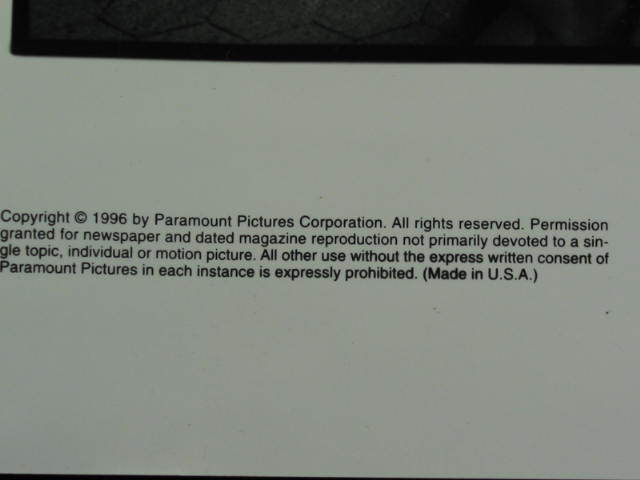 Copyright © 1996 by Paramount Pictures Corporation. All rights reserved. Permission
granted for newspaper and dated magazine reproduction not primarily devoted to a sin-
gle topic, individual or motion picture. All other use without the express written consent of
Paramount Pictures in each instance is expressly prohibited. (Made in U.S.A.)